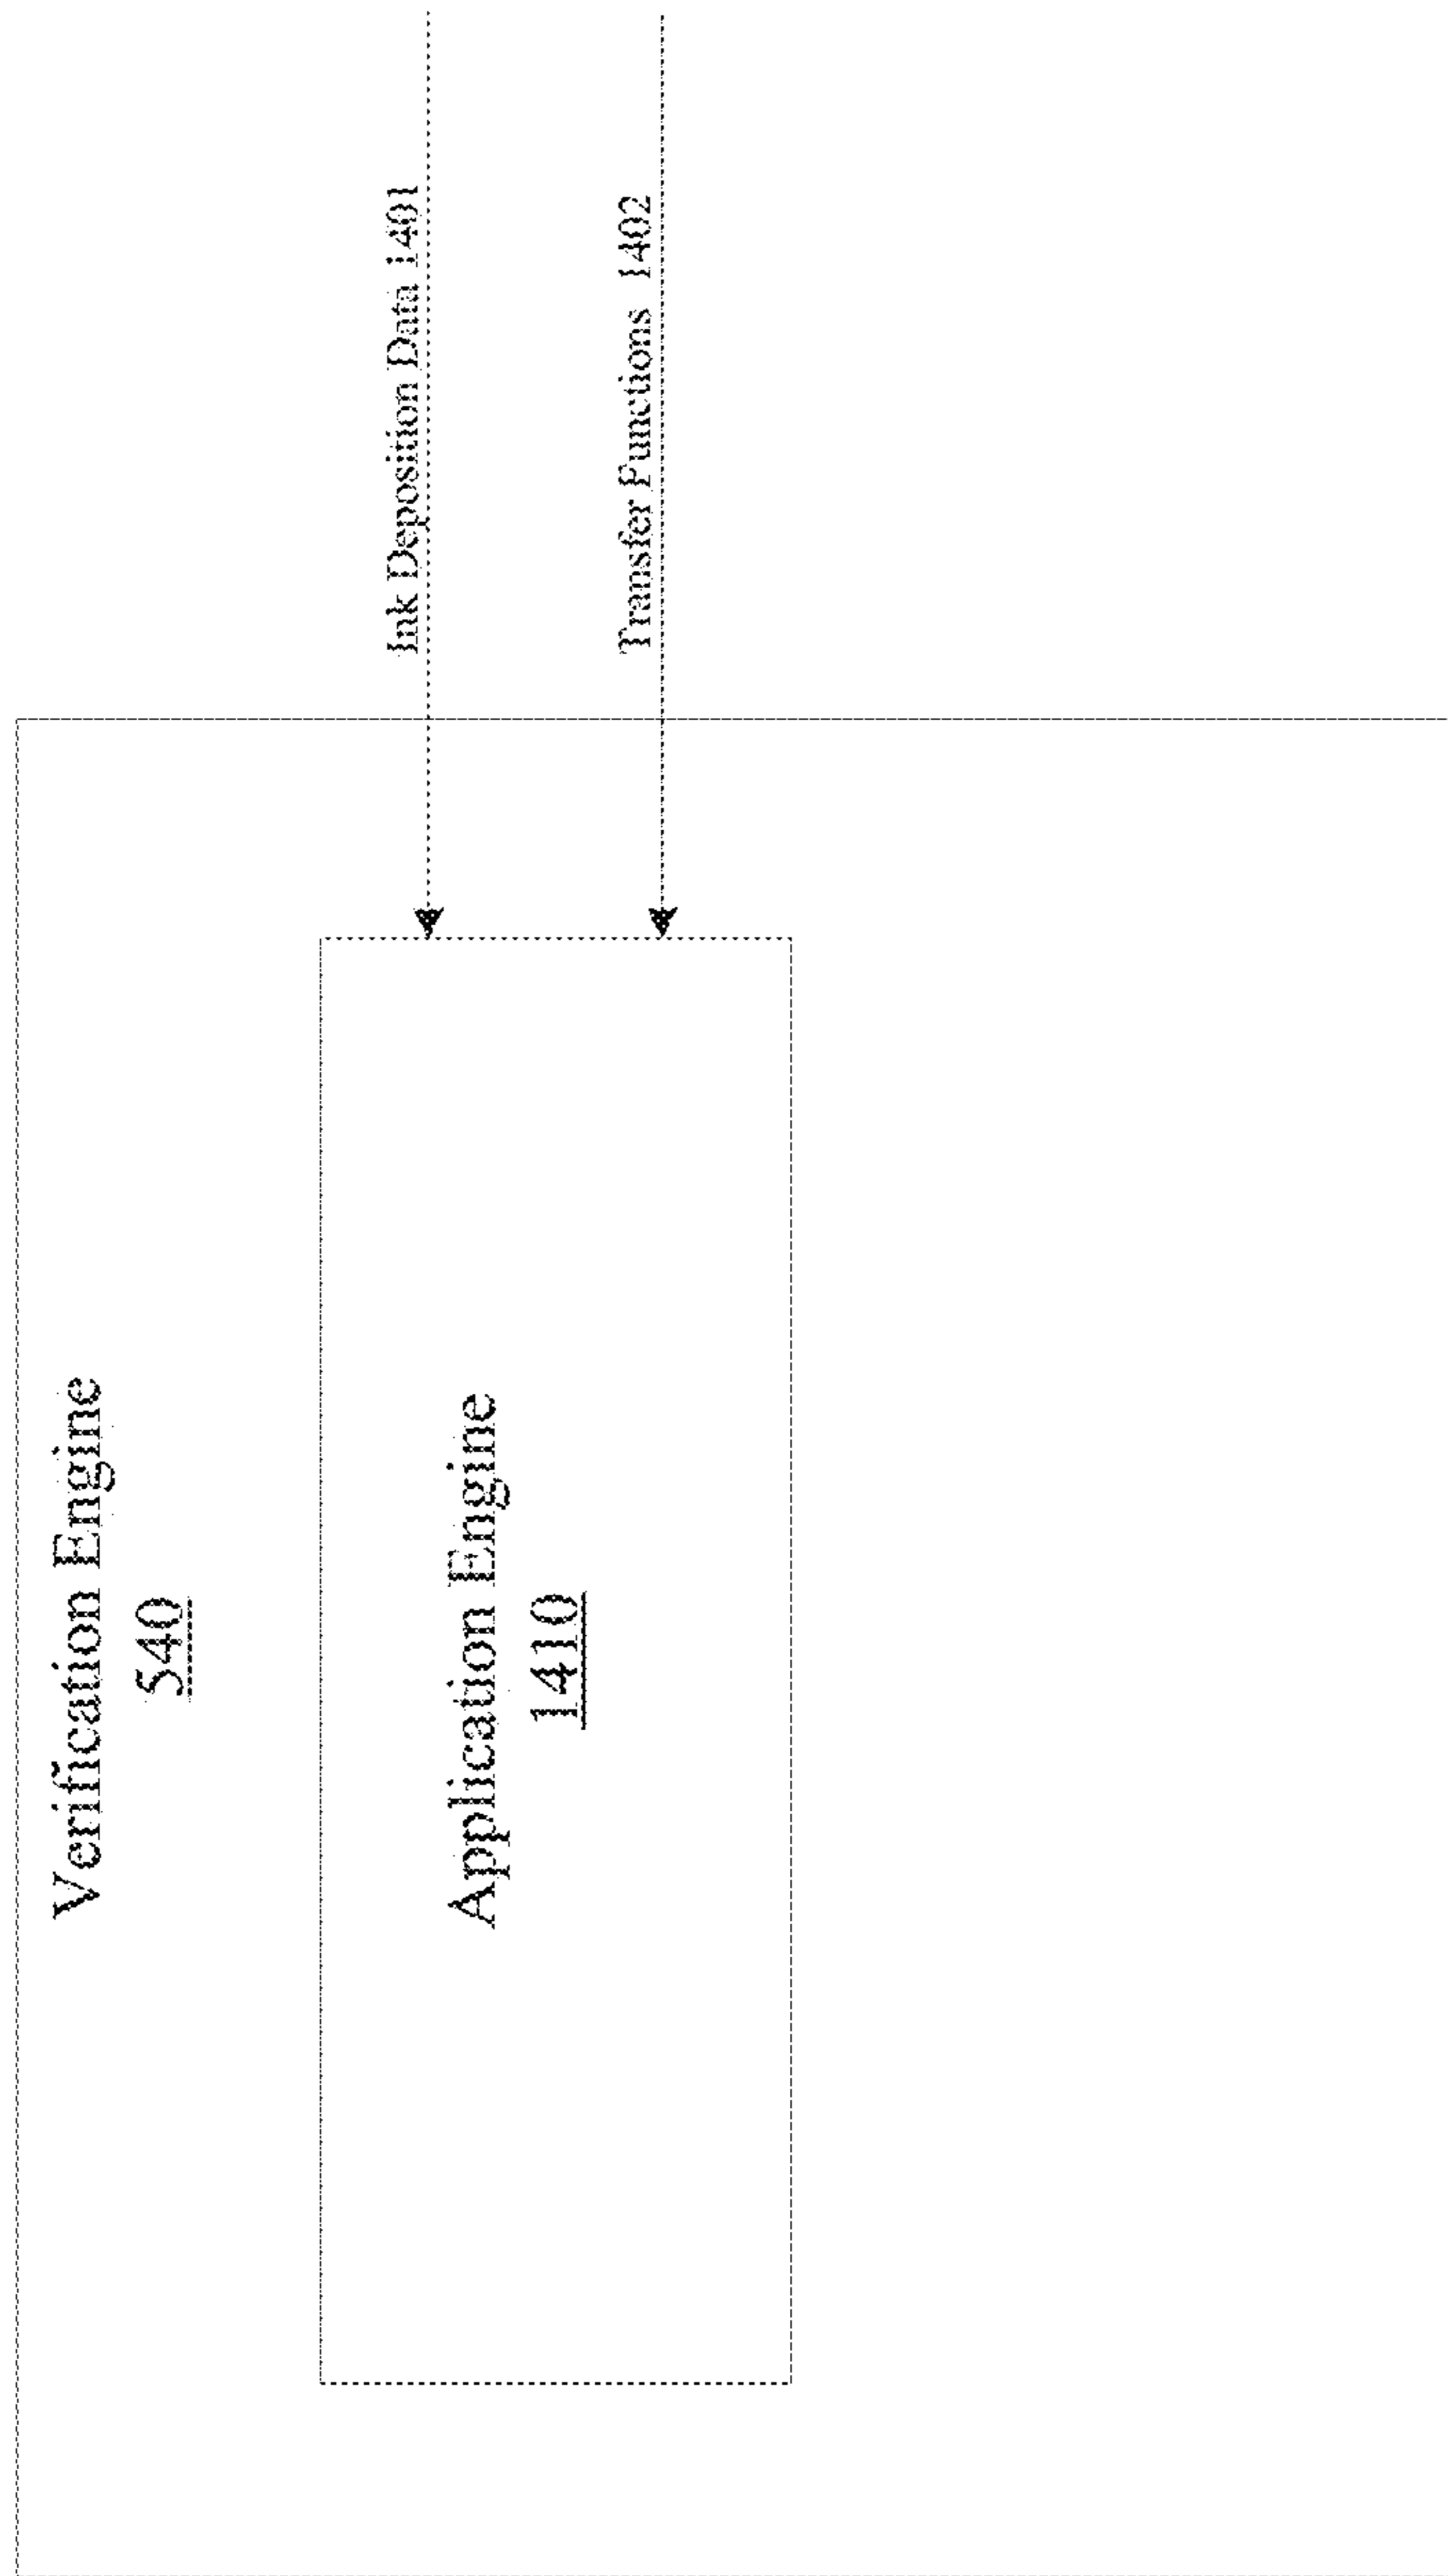 Verification Engine
540
Ink Deposition Data 1401
Transfer Functions 1402
Application Engine
1410